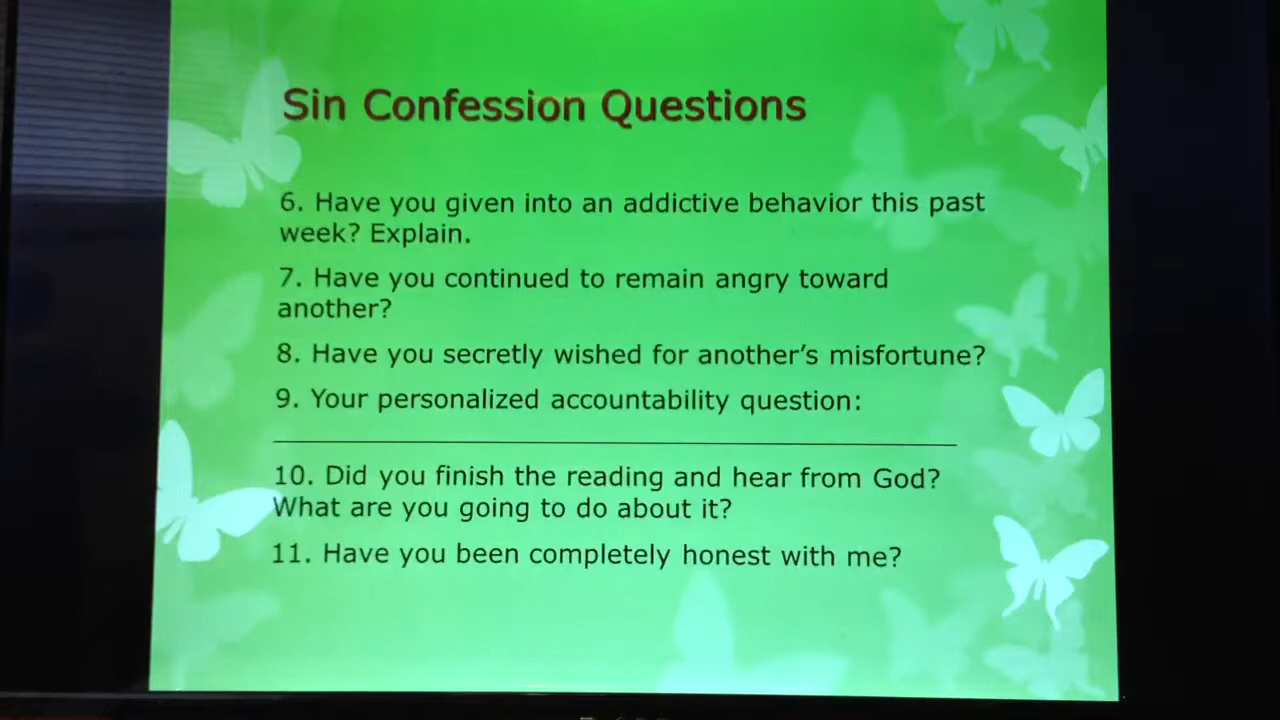 Sin Confession Questions
6. Have you given into an addictive behavior this past
week? Explain.
7. Have you continued to remain angry toward
another?
8. Have you secretly wished for another’s misfortune?
9. Your personalized accountability question:
10. Did you finish the reading and hear from God?
What are you going to do about it?
11. Have you been completely honest with me?